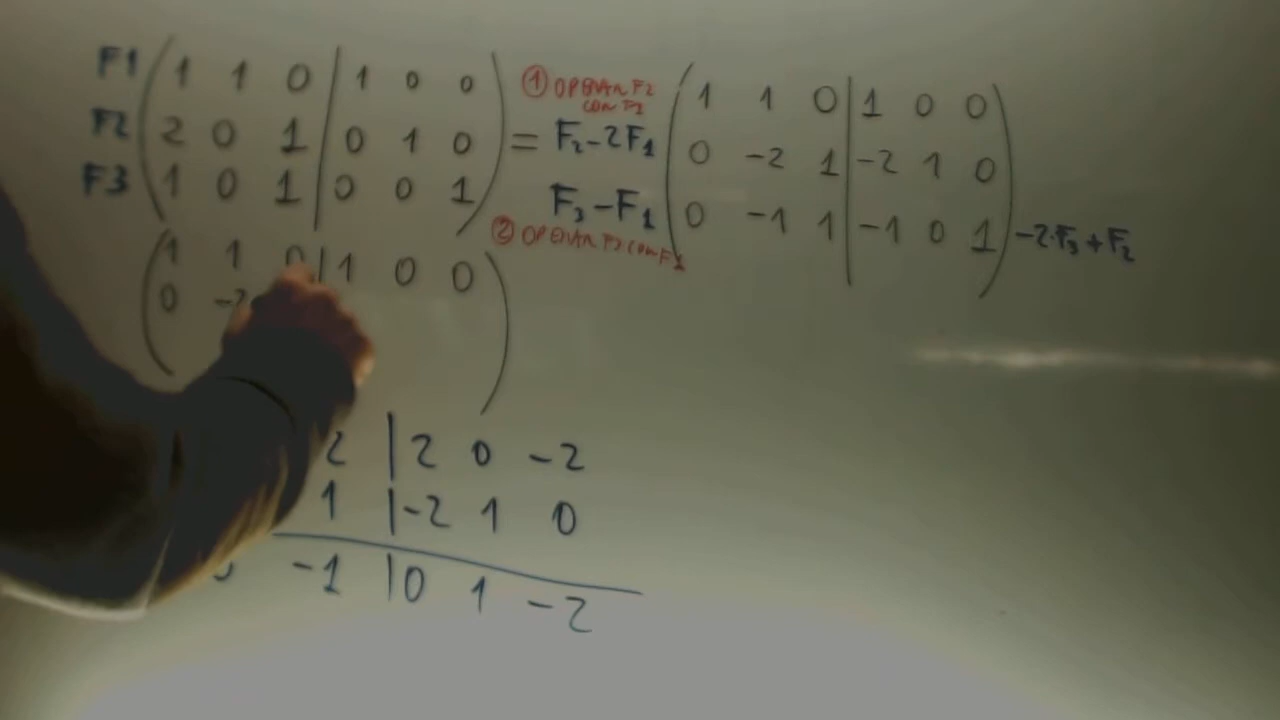 F1 1 1 0 | 1 0 0
F2 2 0 1 | 0 1 0
F3 1 0 1 | 0 0 1
=
① OPERAR F2
CON F1
F₂-2F₁
F₃-F₁
② OPERAR F3 CON F1
1 1 0 | 1 0 0
0 -2 1 | -2 1 0
0 -1 1 | -1 0 1
-2·F₃+F₂
1 1 0 | 1 0 0
0 -2
2 | 2 0 -2
1 | -2 1 0
-1 | 0 1 -2